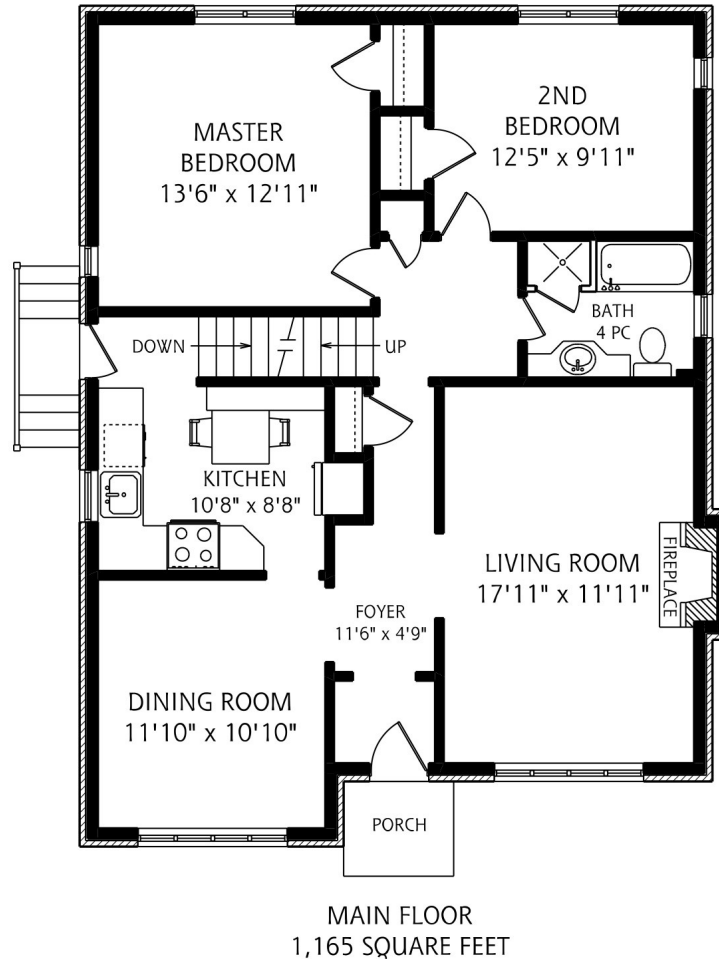 MASTER
BEDROOM
13'6" x 12'11"
2ND
BEDROOM
12'5" x 9'11"
BATH
4 PC
DOWN
UP
KITCHEN
10'8" x 8'8"
LIVING ROOM
17'11" x 11'11"
FIREPLACE
FOYER
11'6" x 4'9"
DINING ROOM
11'10" x 10'10"
PORCH
MAIN FLOOR
1,165 SQUARE FEET